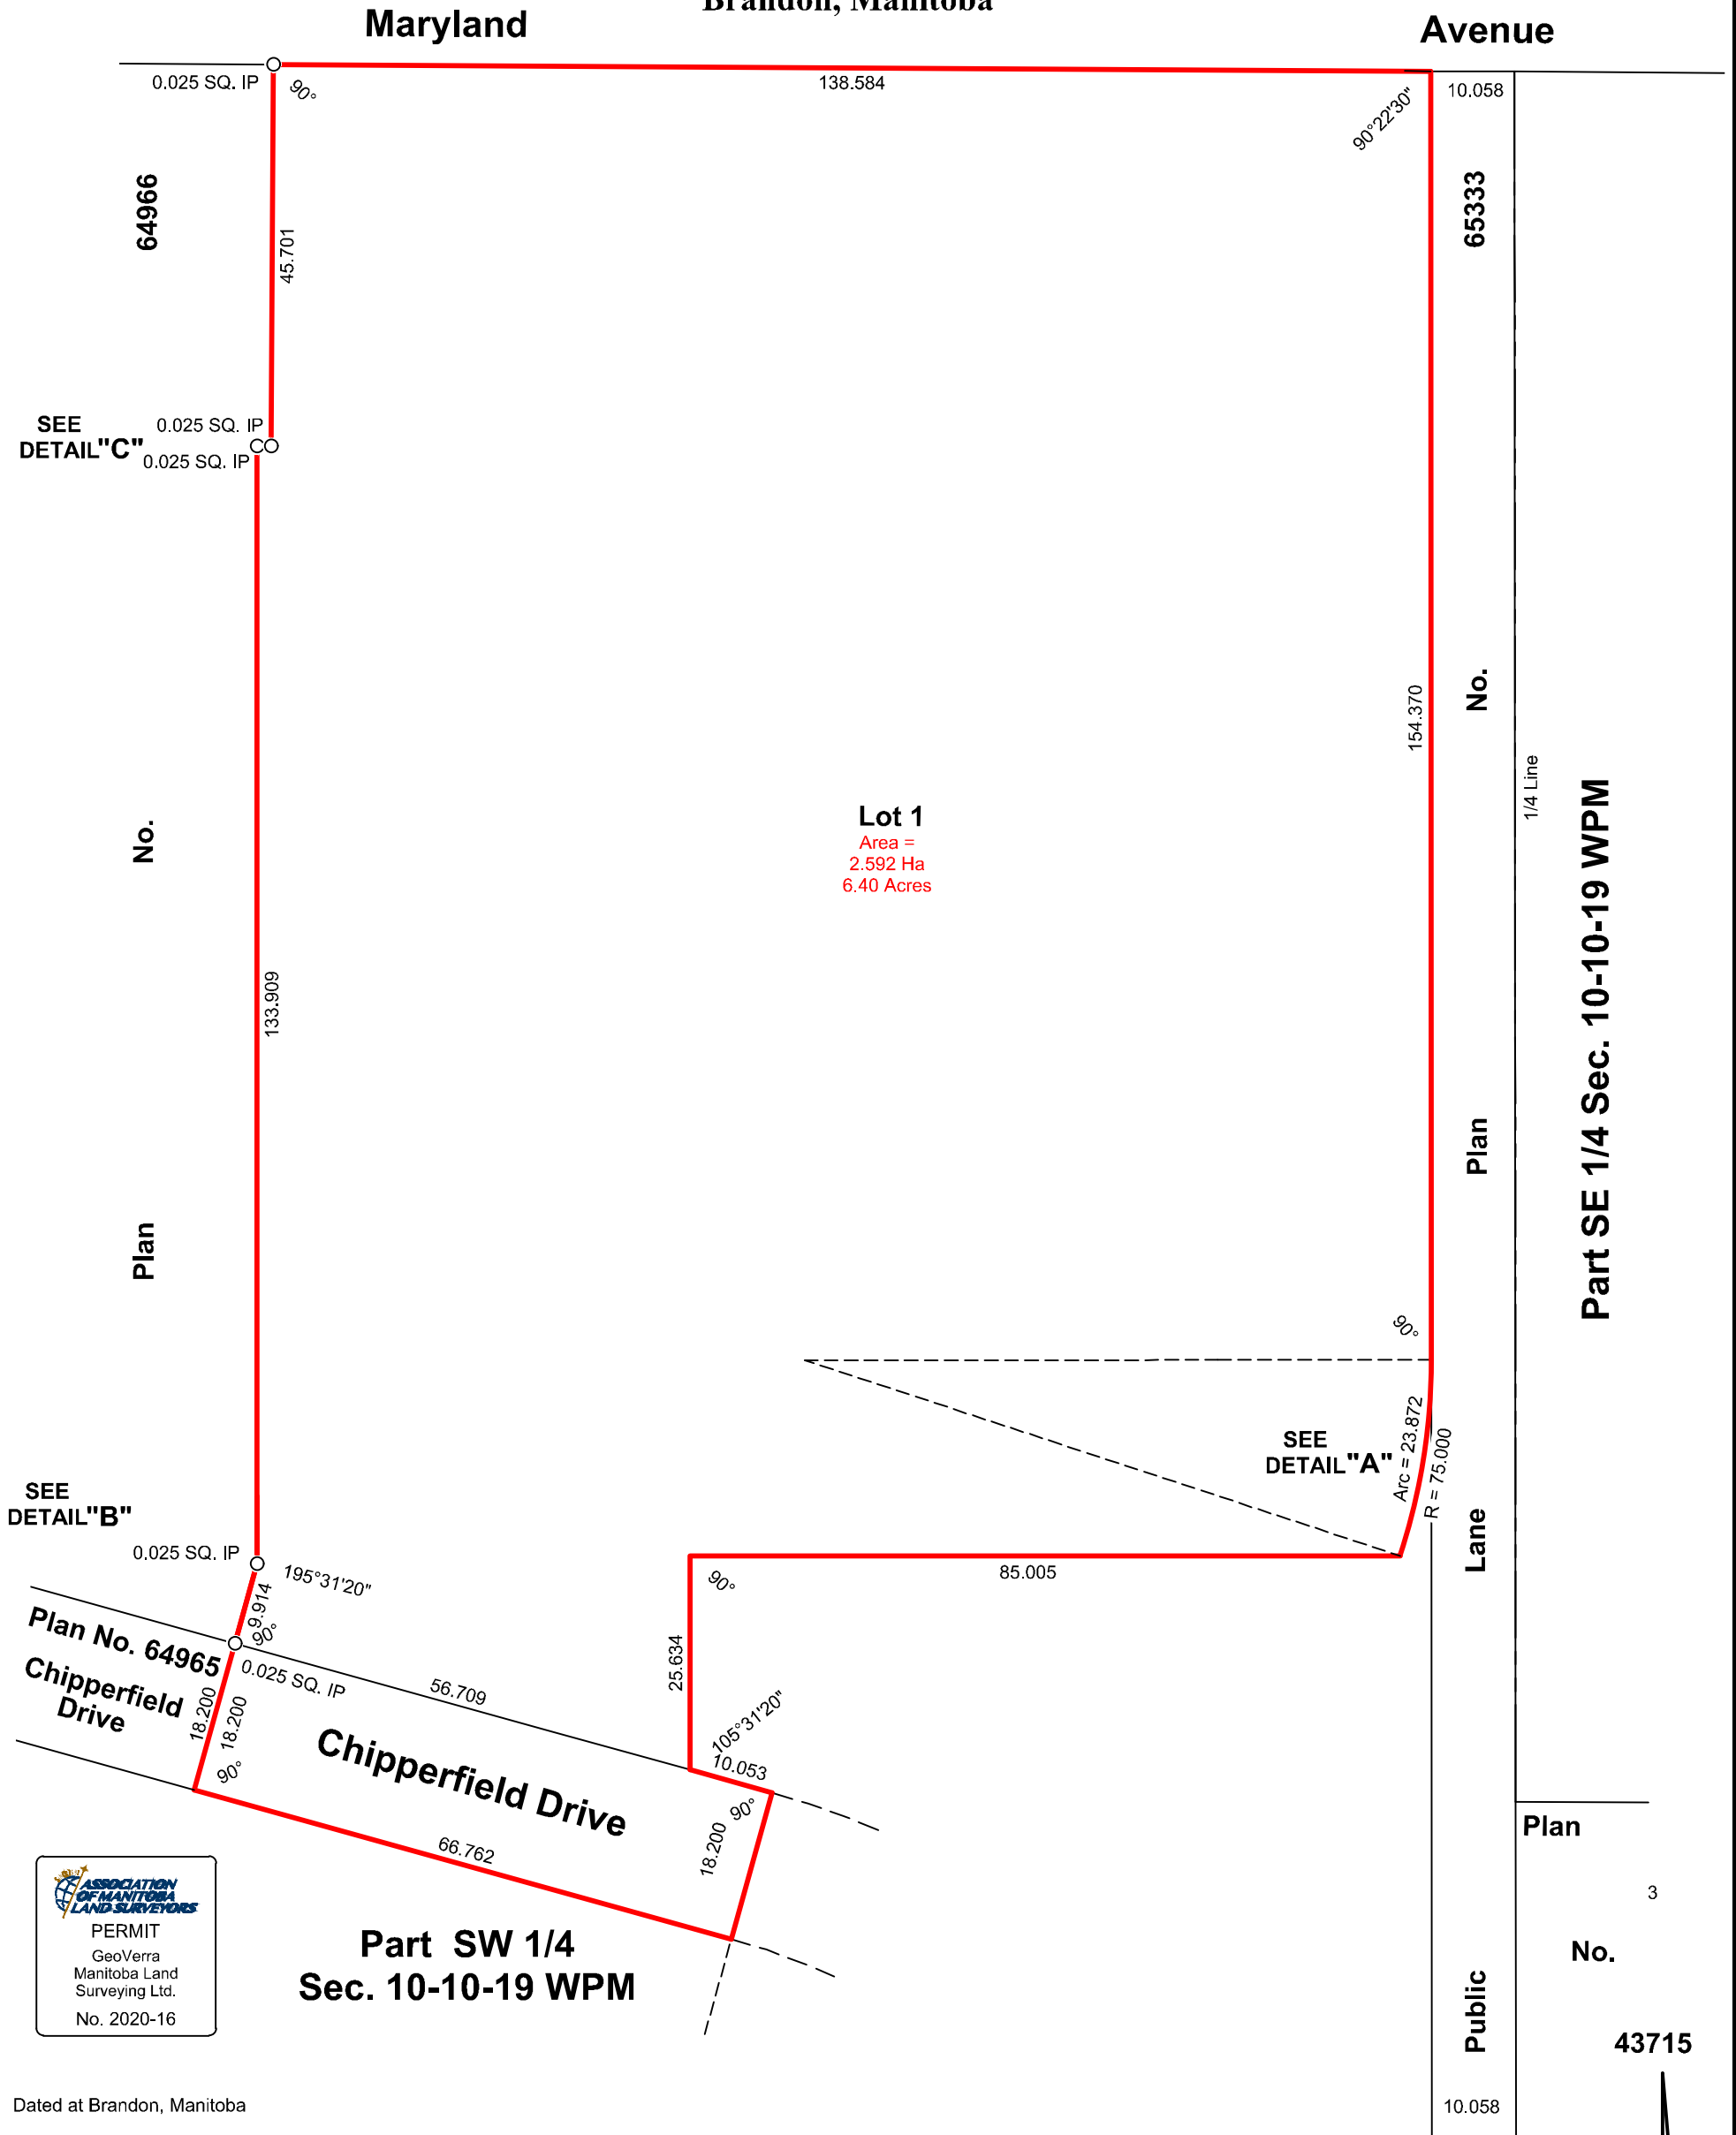 Brandon, Manitoba
Maryland
Avenue
0.025 SQ. IP
90°
138.584
90°22'30"
10.058
64966
65333
45.701
SEE
DETAIL "C"
0.025 SQ. IP
0.025 SQ. IP
No.
154.370
1/4 Line
Lot 1
Area =
2.592 Ha
6.40 Acres
No.
Part SE 1/4 Sec. 10-10-19 WPM
133.909
Plan
Plan
90°
SEE
DETAIL "A"
Arc = 23.872
R = 75.000
SEE
DETAIL "B"
0.025 SQ. IP
195°31'20"
9.914
90°
Lane
85.005
90°
25.634
Plan No. 64965
Chipperfield
Drive
0.025 SQ. IP
56.709
18.200
18.200
90°
105°31'20"
10.053
90°
18.200
Chipperfield Drive
66.762
Plan
3
No.
43715
ASSOCIATION
OF MANITOBA
LAND SURVEYORS
PERMIT
GeoVerra
Manitoba Land
Surveying Ltd.
No. 2020-16
Part SW 1/4
Sec. 10-10-19 WPM
Public
10.058
Dated at Brandon, Manitoba